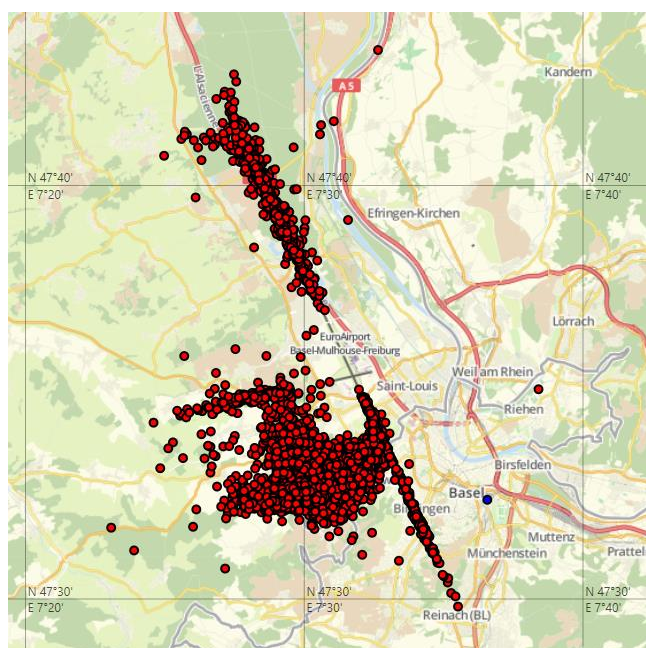 Kandern
A 5
L'Alsacienne
N 47°40'
E 7°20'
N 47°40'
E 7°30'
N 47°40'
E 7°40'
Efringen-Kirchen
Lörrach
EuroAirport
Basel-Mulhouse-Freiburg
Weil am Rhein
Saint-Louis
Riehen
Birsfelden
Basel
Muttenz
Münchenstein
N 47°30'
E 7°20'
N 47°30'
E 7°30'
N 47°30'
E 7°40'
Reinach (BL)